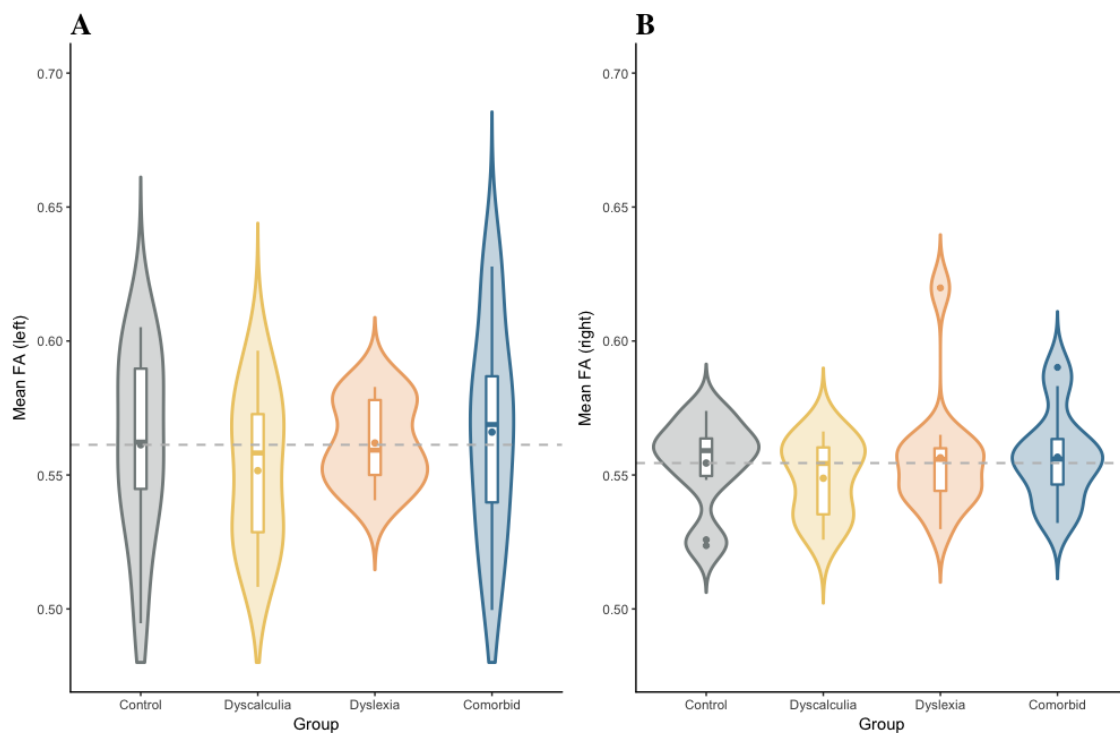 A
Mean FA (left)
0.70
0.65
0.60
0.55
0.50
Control Dyscalculia Dyslexia Comorbid
Group
B
Mean FA (right)
0.70
0.65
0.60
0.55
0.50
Control Dyscalculia Dyslexia Comorbid
Group